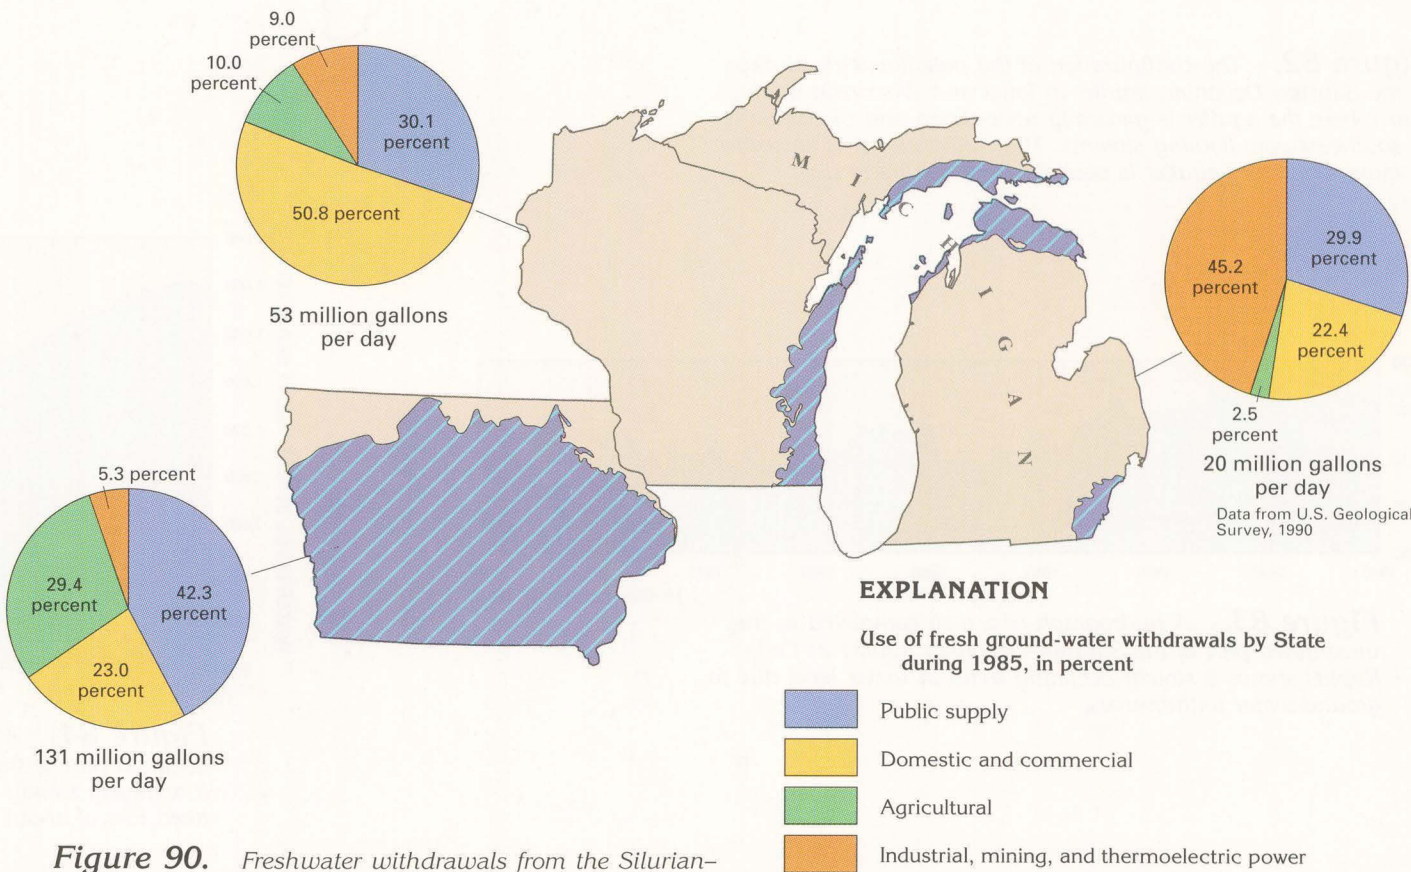 9.0
percent
10.0
percent
30.1
percent
50.8 percent
53 million gallons
per day
MICHIGAN
29.9
percent
45.2
percent
22.4
percent
2.5
percent
20 million gallons
per day
Data from U.S. Geological
Survey, 1990
5.3 percent
29.4
percent
42.3
percent
23.0
percent
131 million gallons
per day
EXPLANATION
Use of fresh ground-water withdrawals by State
during 1985, in percent
Public supply
Domestic and commercial
Agricultural
Industrial, mining, and thermoelectric power
Figure 90. Freshwater withdrawals from the Silurian–